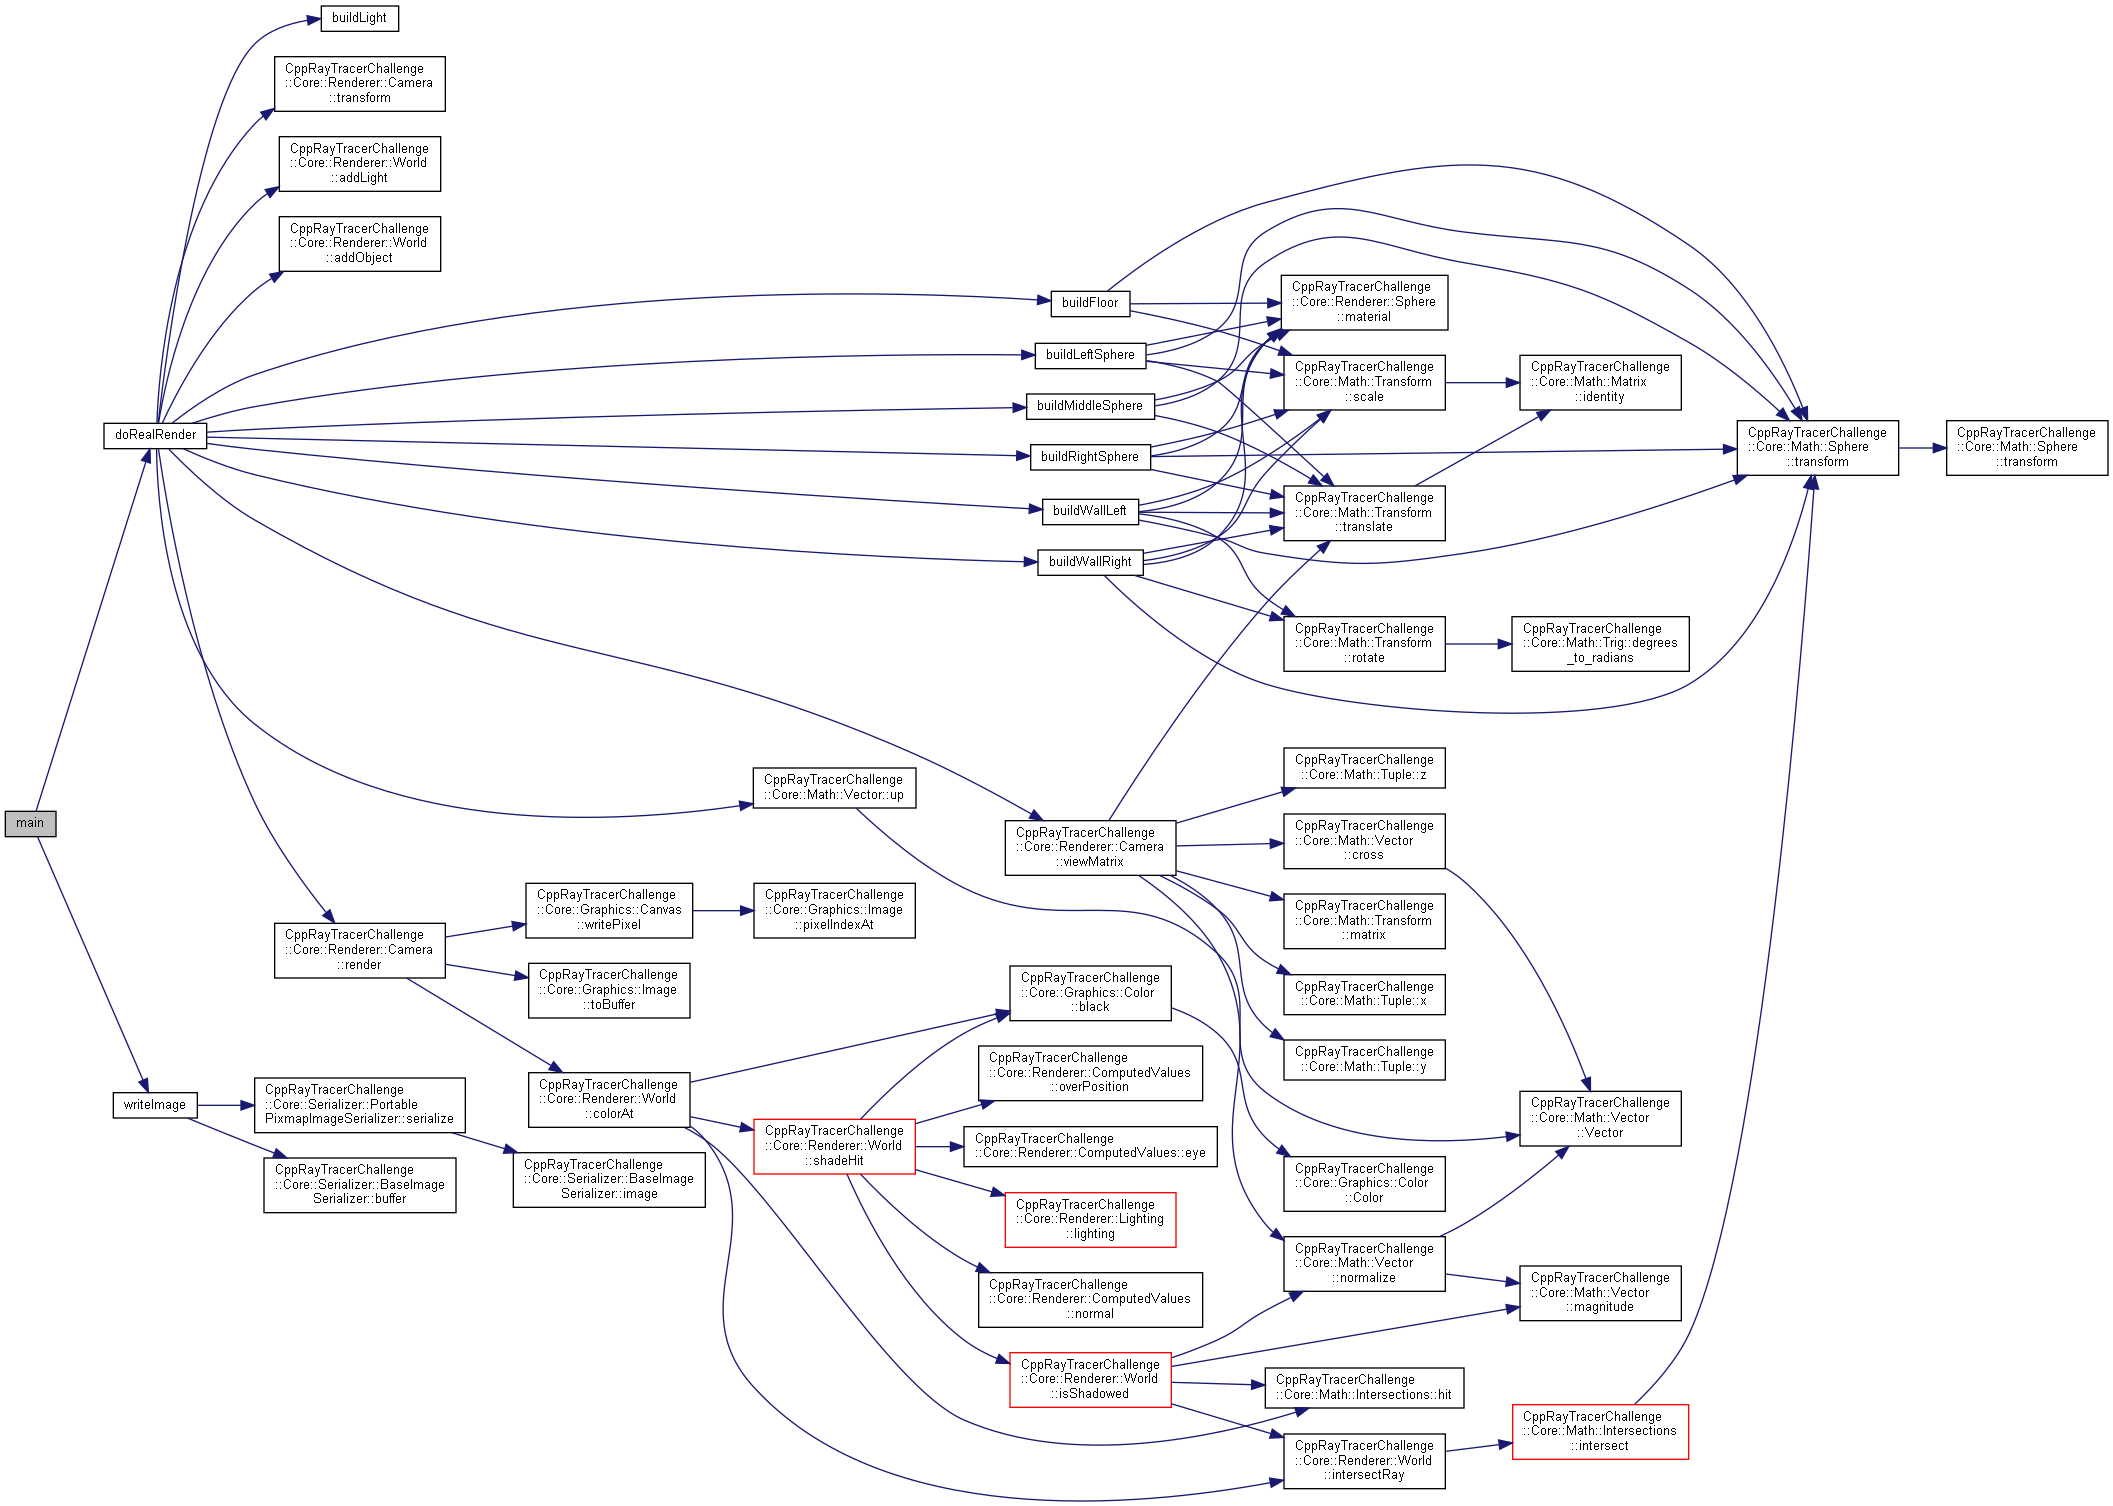 buildLight
CppRayTracerChallenge
::Core::Renderer::Camera
::transform
CppRayTracerChallenge
::Core::Renderer::World
::addLight
CppRayTracerChallenge
::Core::Renderer::World
::addObject
buildFloor
buildLeftSphere
buildMiddleSphere
buildRightSphere
buildWallLeft
buildWallRight
CppRayTracerChallenge
::Core::Renderer::Sphere
::material
CppRayTracerChallenge
::Core::Math::Transform
::scale
CppRayTracerChallenge
::Core::Math::Matrix
::identity
CppRayTracerChallenge
::Core::Math::Transform
::translate
CppRayTracerChallenge
::Core::Math::Sphere
::transform
CppRayTracerChallenge
::Core::Math::Sphere
::transform
CppRayTracerChallenge
::Core::Math::Transform
::rotate
CppRayTracerChallenge
::Core::Math::Trig::degrees
_to_radians
doRealRender
main
writeImage
CppRayTracerChallenge
::Core::Math::Vector::up
CppRayTracerChallenge
::Core::Renderer::Camera
::viewMatrix
CppRayTracerChallenge
::Core::Math::Tuple::z
CppRayTracerChallenge
::Core::Math::Vector
::cross
CppRayTracerChallenge
::Core::Math::Transform
::matrix
CppRayTracerChallenge
::Core::Math::Tuple::x
CppRayTracerChallenge
::Core::Math::Tuple::y
CppRayTracerChallenge
::Core::Renderer::Camera
::render
CppRayTracerChallenge
::Core::Graphics::Canvas
::writePixel
CppRayTracerChallenge
::Core::Graphics::Image
::pixelIndexAt
CppRayTracerChallenge
::Core::Graphics::Image
::toBuffer
CppRayTracerChallenge
::Core::Renderer::World
::colorAt
CppRayTracerChallenge
::Core::Graphics::Color
::black
CppRayTracerChallenge
::Core::Renderer::ComputedValues
::overPosition
CppRayTracerChallenge
::Core::Renderer::World
::shadeHit
CppRayTracerChallenge
::Core::Renderer::ComputedValues::eye
CppRayTracerChallenge
::Core::Renderer::Lighting
::lighting
CppRayTracerChallenge
::Core::Renderer::ComputedValues
::normal
CppRayTracerChallenge
::Core::Renderer::World
::isShadowed
CppRayTracerChallenge
::Core::Math::Vector
::Vector
CppRayTracerChallenge
::Core::Graphics::Color
::Color
CppRayTracerChallenge
::Core::Math::Vector
::normalize
CppRayTracerChallenge
::Core::Math::Vector
::magnitude
CppRayTracerChallenge
::Core::Math::Intersections::hit
CppRayTracerChallenge
::Core::Renderer::World
::intersectRay
CppRayTracerChallenge
::Core::Math::Intersections
::intersect
CppRayTracerChallenge
::Core::Serializer::Portable
PixmapImageSerializer::serialize
CppRayTracerChallenge
::Core::Serializer::BaseImage
Serializer::buffer
CppRayTracerChallenge
::Core::Serializer::BaseImage
Serializer::image